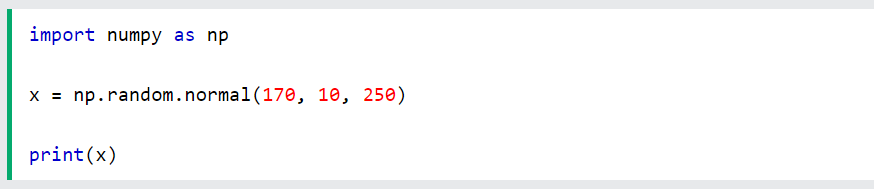 import numpy as np
x = np.random.normal(170, 10, 250)
print(x)